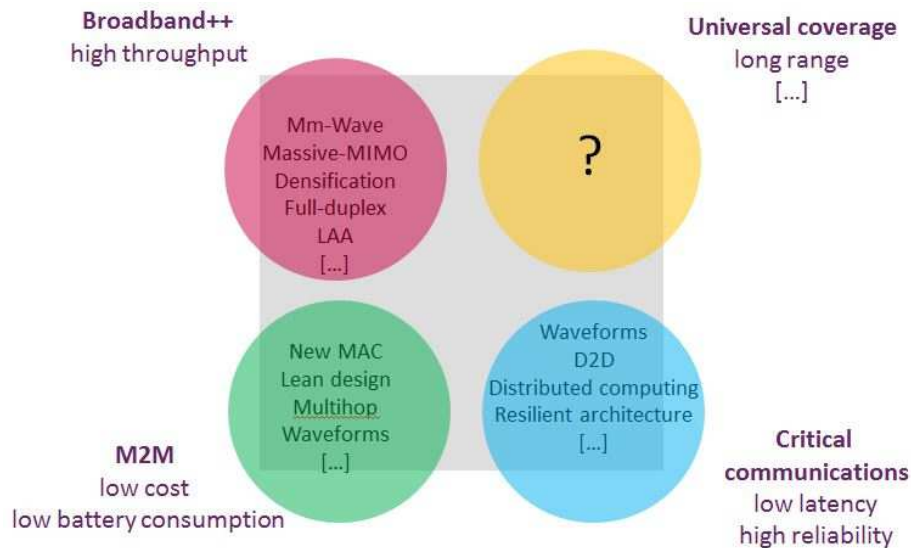 Broadband++
high throughput
Universal coverage
long range
[...]
Mm-Wave
Massive-MIMO
Densification
Full-duplex
LAA
[...]
?
New MAC
Lean design
Multihop
Waveforms
[...]
Waveforms
D2D
Distributed computing
Resilient architecture
[...]
M2M
low cost
low battery consumption
Critical
communications
low latency
high reliability